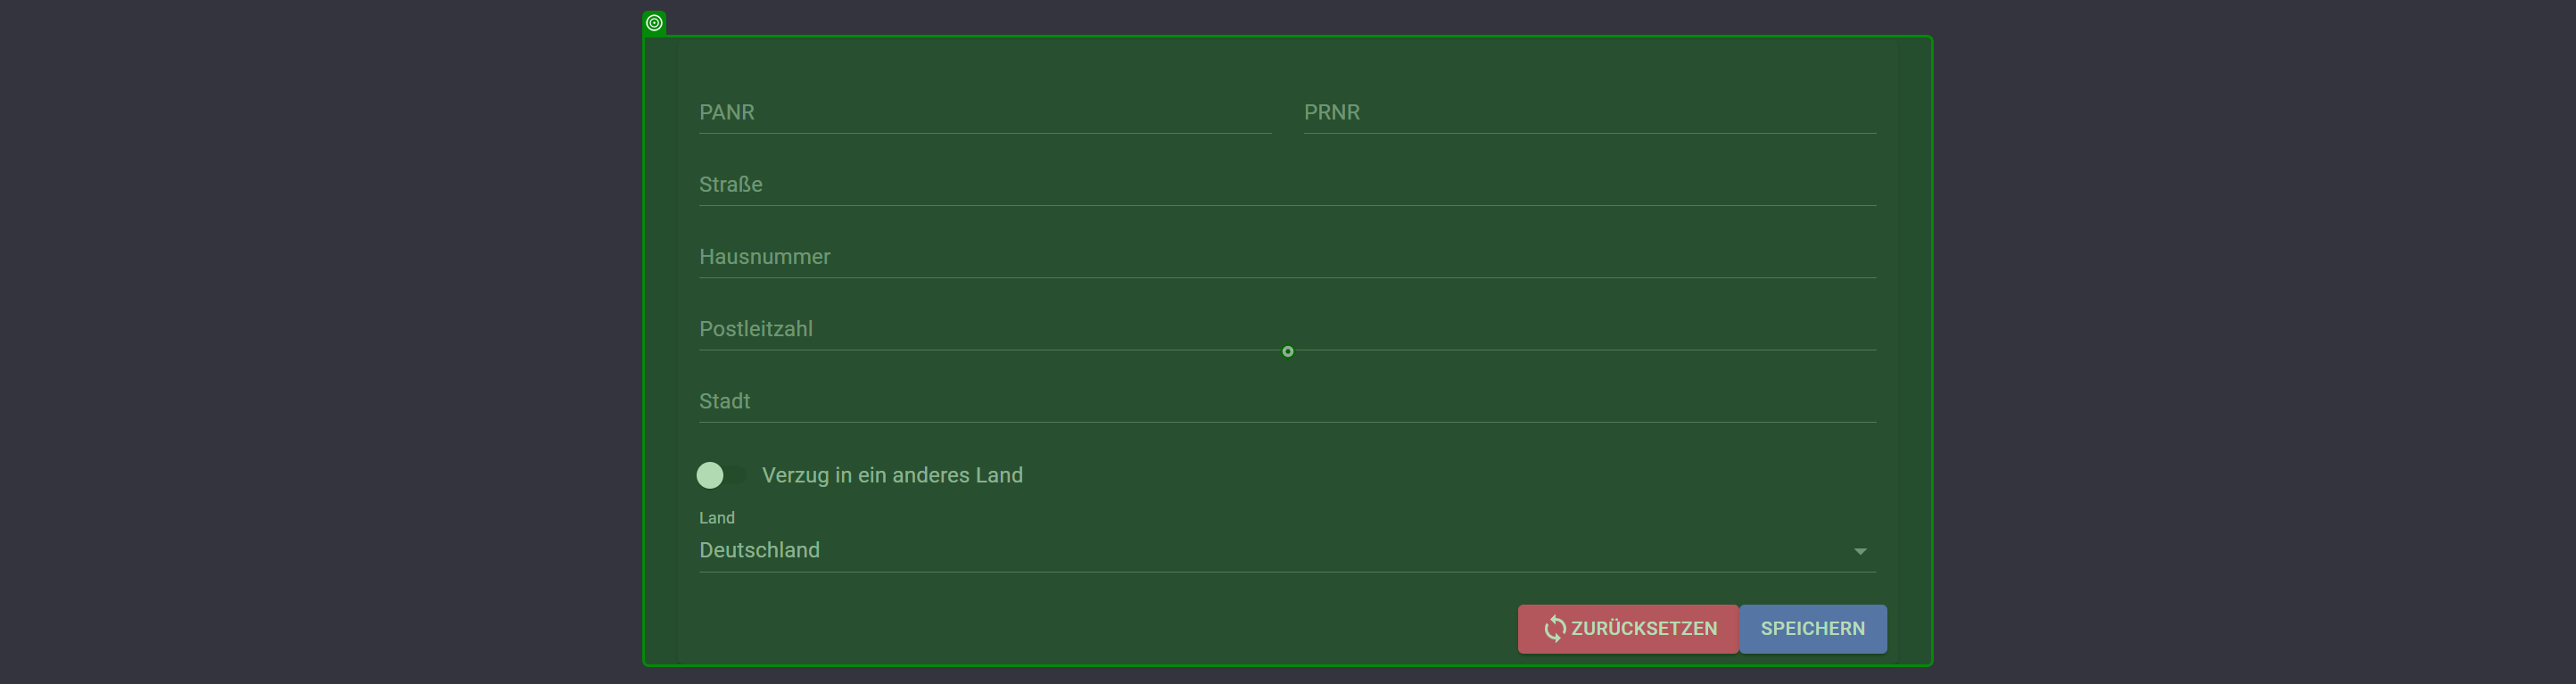 PANR PRNR
Straße
Hausnummer
Postleitzahl
Stadt
Verzug in ein anderes Land
Land
Deutschland
ZURÜCKSETZEN SPEICHERN